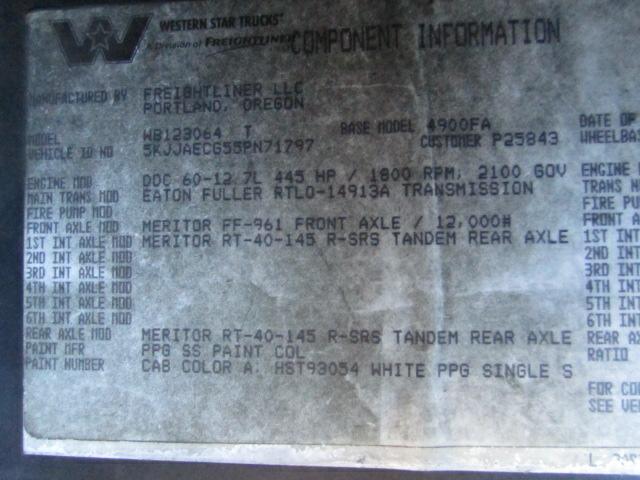 WESTERN STAR TRUCKS
A Division of FREIGHTLINER COMPONENT INFORMATION
MANUFACTURED BY FREIGHTLINER LLC
PORTLAND, OREGON
MODEL WB123064 T BASE MODEL 4900FA DATE OF
VEHICLE ID NO 5KJJAECG55PN71797 CUSTOMER P25843 WHEELBAS
ENGINE MOD DDC 60-12.7L 445 HP / 1800 RPM, 2100 GOV ENGINE
MAIN TRANS MOD EATON FULLER RTLO-14913A TRANSMISSION TRANS
FIRE PUMP MOD FIRE PU
FRONT AXLE MOD MERITOR FF-961 FRONT AXLE / 12,000# FRONT
1ST INT AXLE MOD MERITOR RT-40-145 R-SRS TANDEM REAR AXLE 1ST INT
2ND INT AXLE MOD 2ND INT
3RD INT AXLE MOD 3RD INT
4TH INT AXLE MOD 4TH INT
5TH INT AXLE MOD 5TH INT
6TH INT AXLE MOD 6TH INT
REAR AXLE MOD MERITOR RT-40-145 R-SRS TANDEM REAR AXLE REAR AX
PAINT MFR PPG SS PAINT COL RATIO
PAINT NUMBER CAB COLOR A: HST93054 WHITE PPG SINGLE S
FOR CO
SEE VE